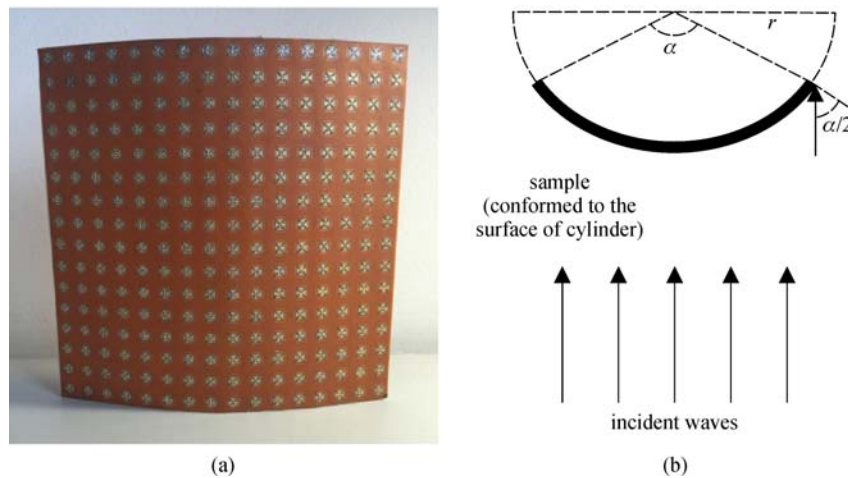 α
r
α/2
sample
(conformed to the
surface of cylinder)
incident waves
(a)
(b)